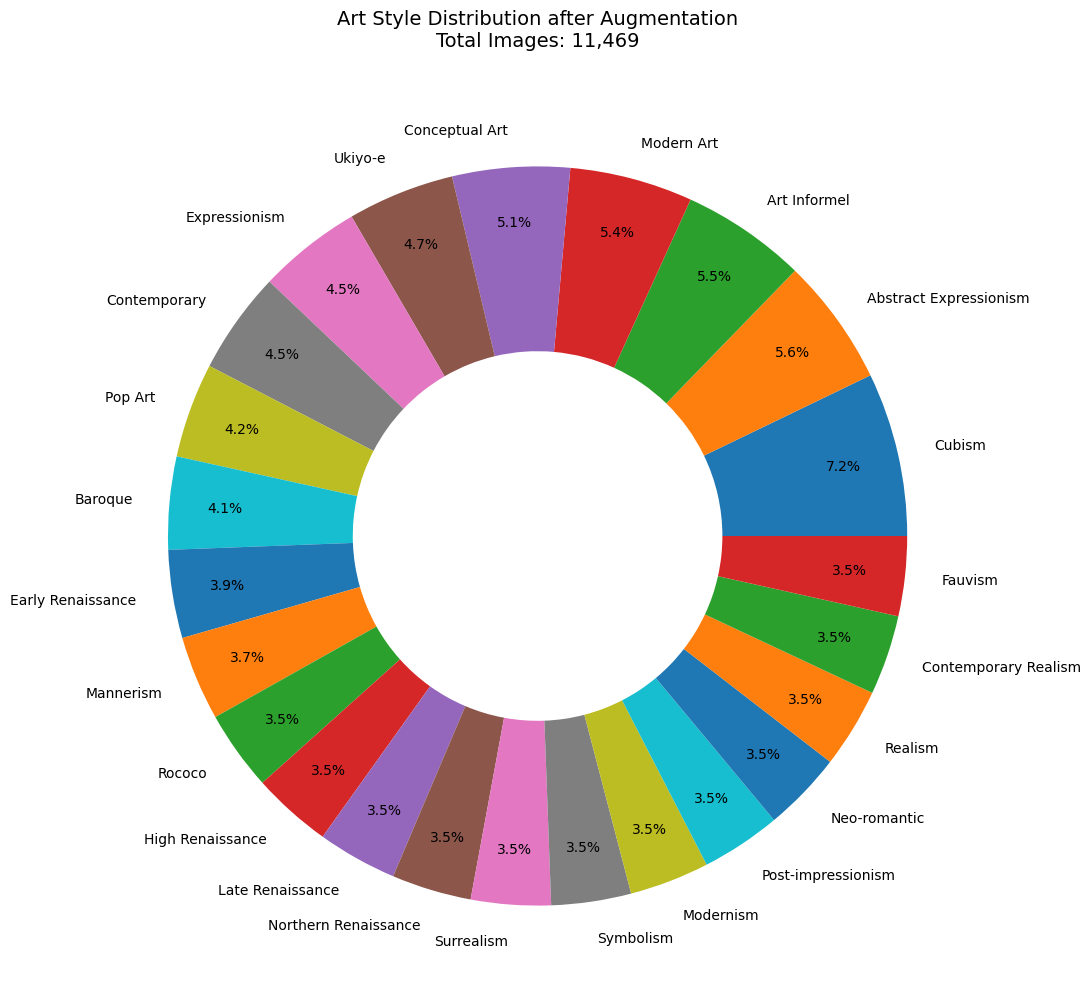 Art Style Distribution after Augmentation
Total Images: 11,469
Conceptual Art
Modern Art
Ukiyo-e
Art Informel
Expressionism
5.1%
5.4%
4.7%
5.5%
4.5%
Abstract Expressionism
Contemporary
4.5%
5.6%
Pop Art
4.2%
Cubism
7.2%
Baroque
4.1%
Early Renaissance
3.9%
3.5%
Fauvism
Mannerism
3.7%
3.5%
Contemporary Realism
3.5%
3.5%
Realism
Rococo
3.5%
3.5%
High Renaissance
3.5%
3.5%
Neo-romantic
3.5%
3.5%
3.5%
3.5%
3.5%
Late Renaissance
Post-impressionism
Northern Renaissance
Modernism
Surrealism
Symbolism